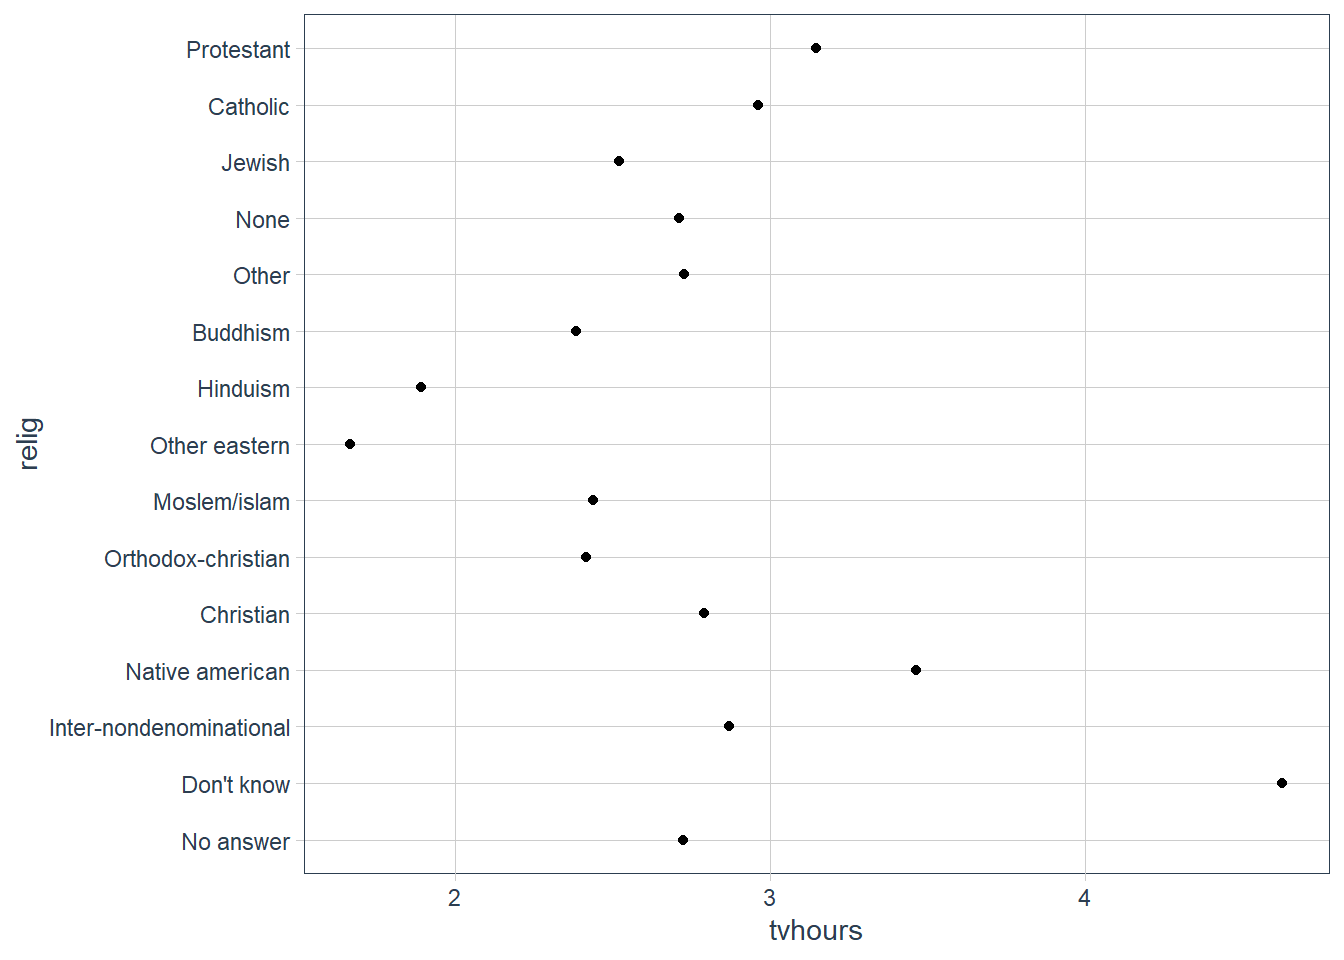 Protestant
Catholic
Jewish
None
Other
Buddhism
Hinduism
Other eastern
Moslem/islam
Orthodox-christian
Christian
Native american
Inter-nondenominational
Don't know
No answer
relig
2 3 4
tvhours